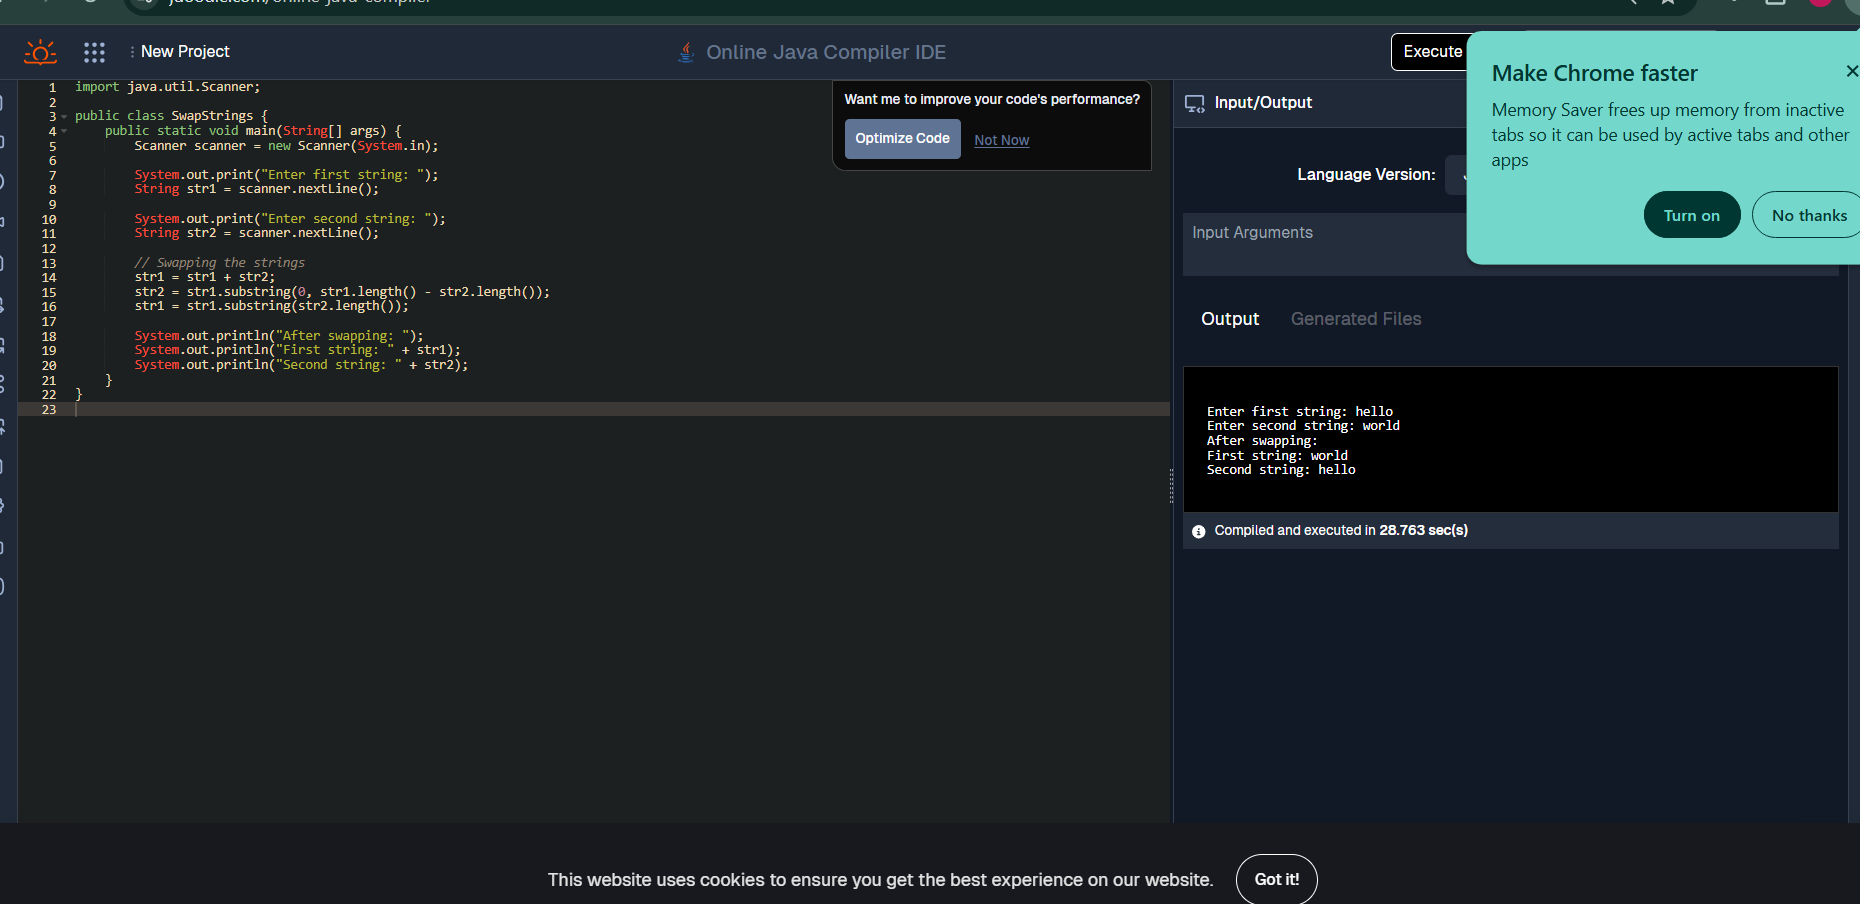 New Project
Online Java Compiler IDE
Execute
1 import java.util.Scanner;
2
3 public class SwapStrings {
4 public static void main(String[] args) {
5 Scanner scanner = new Scanner(System.in);
6
7 System.out.print("Enter first string: ");
8 String str1 = scanner.nextLine();
9
10 System.out.print("Enter second string: ");
11 String str2 = scanner.nextLine();
12
13 // Swapping the strings
14 str1 = str1 + str2;
15 str2 = str1.substring(0, str1.length() - str2.length());
16 str1 = str1.substring(str2.length());
17
18 System.out.println("After swapping: ");
19 System.out.println("First string: " + str1);
20 System.out.println("Second string: " + str2);
21 }
22 }
23
Want me to improve your code's performance?
Optimize Code
Not Now
Input/Output
Language Version:
Input Arguments
Output
Generated Files
Enter first string: hello
Enter second string: world
After swapping:
First string: world
Second string: hello
Compiled and executed in 28.763 sec(s)
Make Chrome faster
Memory Saver frees up memory from inactive
tabs so it can be used by active tabs and other
apps
Turn on
No thanks
This website uses cookies to ensure you get the best experience on our website.
Got it!